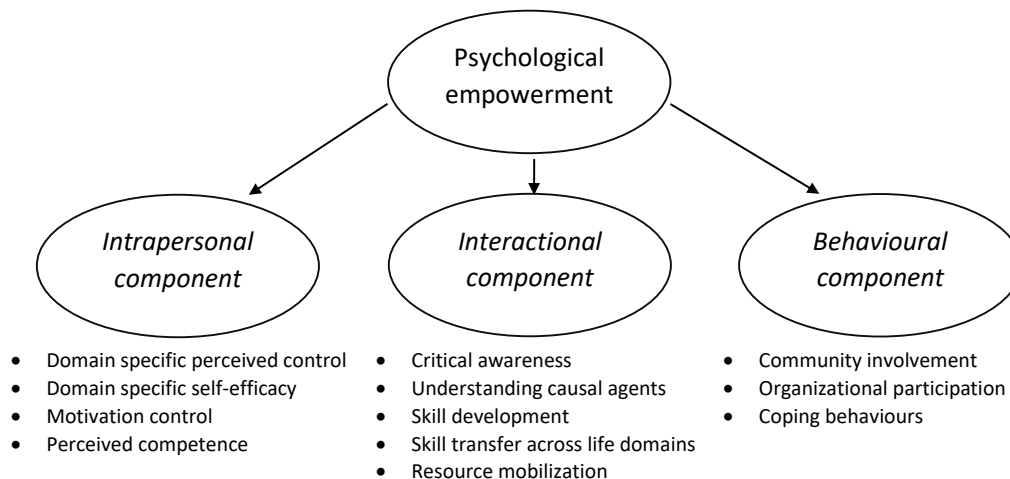 Psychological
empowerment
Intrapersonal
component
Interactional
component
Behavioural
component
• Domain specific perceived control
• Domain specific self-efficacy
• Motivation control
• Perceived competence
• Critical awareness
• Understanding causal agents
• Skill development
• Skill transfer across life domains
• Resource mobilization
• Community involvement
• Organizational participation
• Coping behaviours